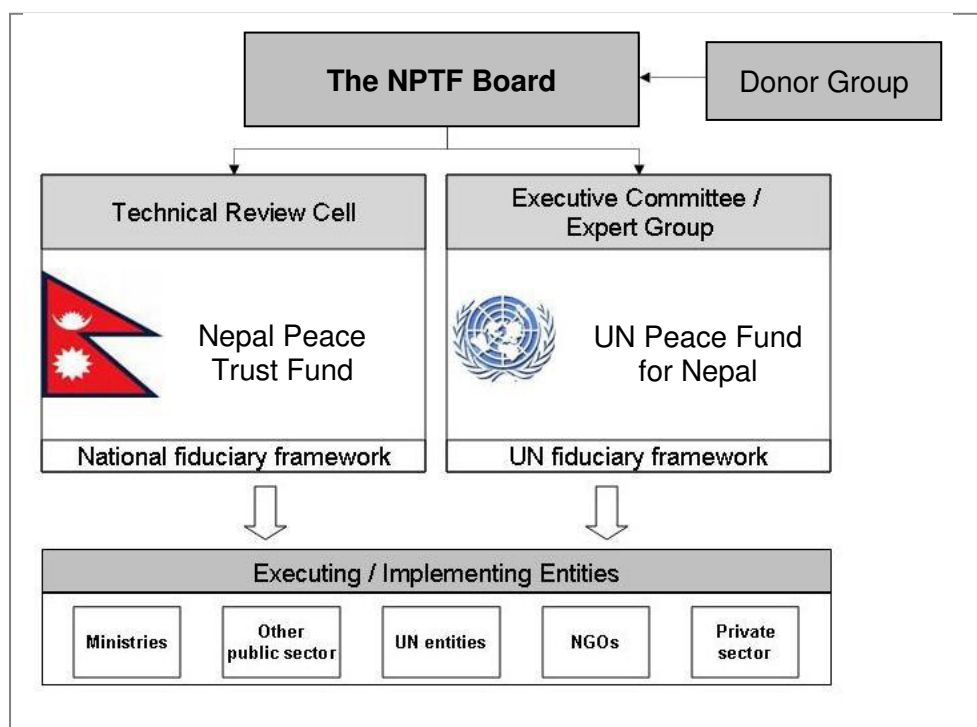 The NPTF Board
Donor Group
Technical Review Cell
Executive Committee /
Expert Group
Nepal Peace
Trust Fund
UN Peace Fund
for Nepal
National fiduciary framework
UN fiduciary framework
Executing / Implementing Entities
Ministries
Other
public sector
UN entities
NGOs
Private
sector